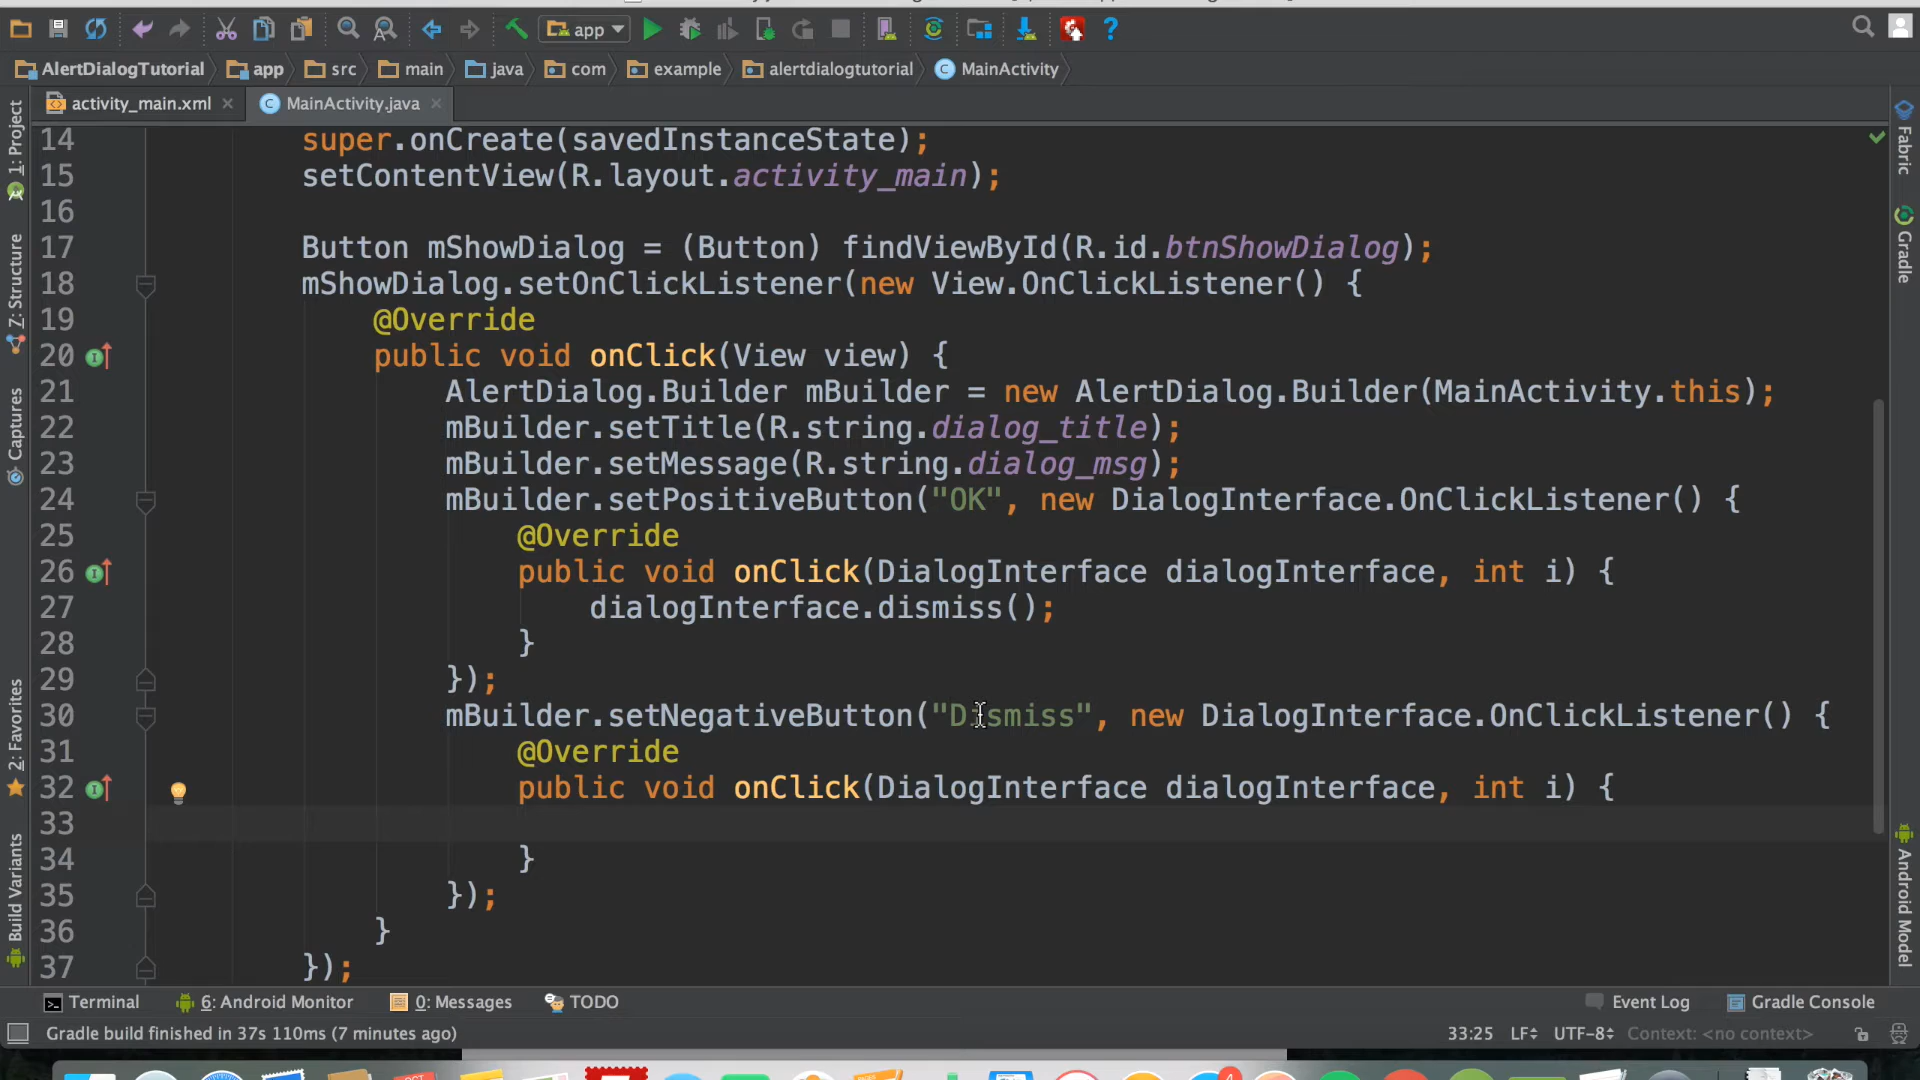 app
AlertDialogTutorial app src main java com example alertdialogtutorial MainActivity
activity_main.xml MainActivity.java
1: Project
Z: Structure
Captures
2: Favorites
Build Variants
14 super.onCreate(savedInstanceState);
15 setContentView(R.layout.activity_main);
16
17 Button mShowDialog = (Button) findViewById(R.id.btnShowDialog);
18 mShowDialog.setOnClickListener(new View.OnClickListener() {
19 @Override
20 public void onClick(View view) {
21 AlertDialog.Builder mBuilder = new AlertDialog.Builder(MainActivity.this);
22 mBuilder.setTitle(R.string.dialog_title);
23 mBuilder.setMessage(R.string.dialog_msg);
24 mBuilder.setPositiveButton("OK", new DialogInterface.OnClickListener() {
25 @Override
26 public void onClick(DialogInterface dialogInterface, int i) {
27 dialogInterface.dismiss();
28 }
29 });
30 mBuilder.setNegativeButton("Dismiss", new DialogInterface.OnClickListener() {
31 @Override
32 public void onClick(DialogInterface dialogInterface, int i) {
33
34 }
35 });
36 }
37 });
Fabric
Gradle
Android Model
Terminal 6: Android Monitor 0: Messages TODO Event Log Gradle Console
Gradle build finished in 37s 110ms (7 minutes ago) 33:25 LF UTF-8 Context: <no context>